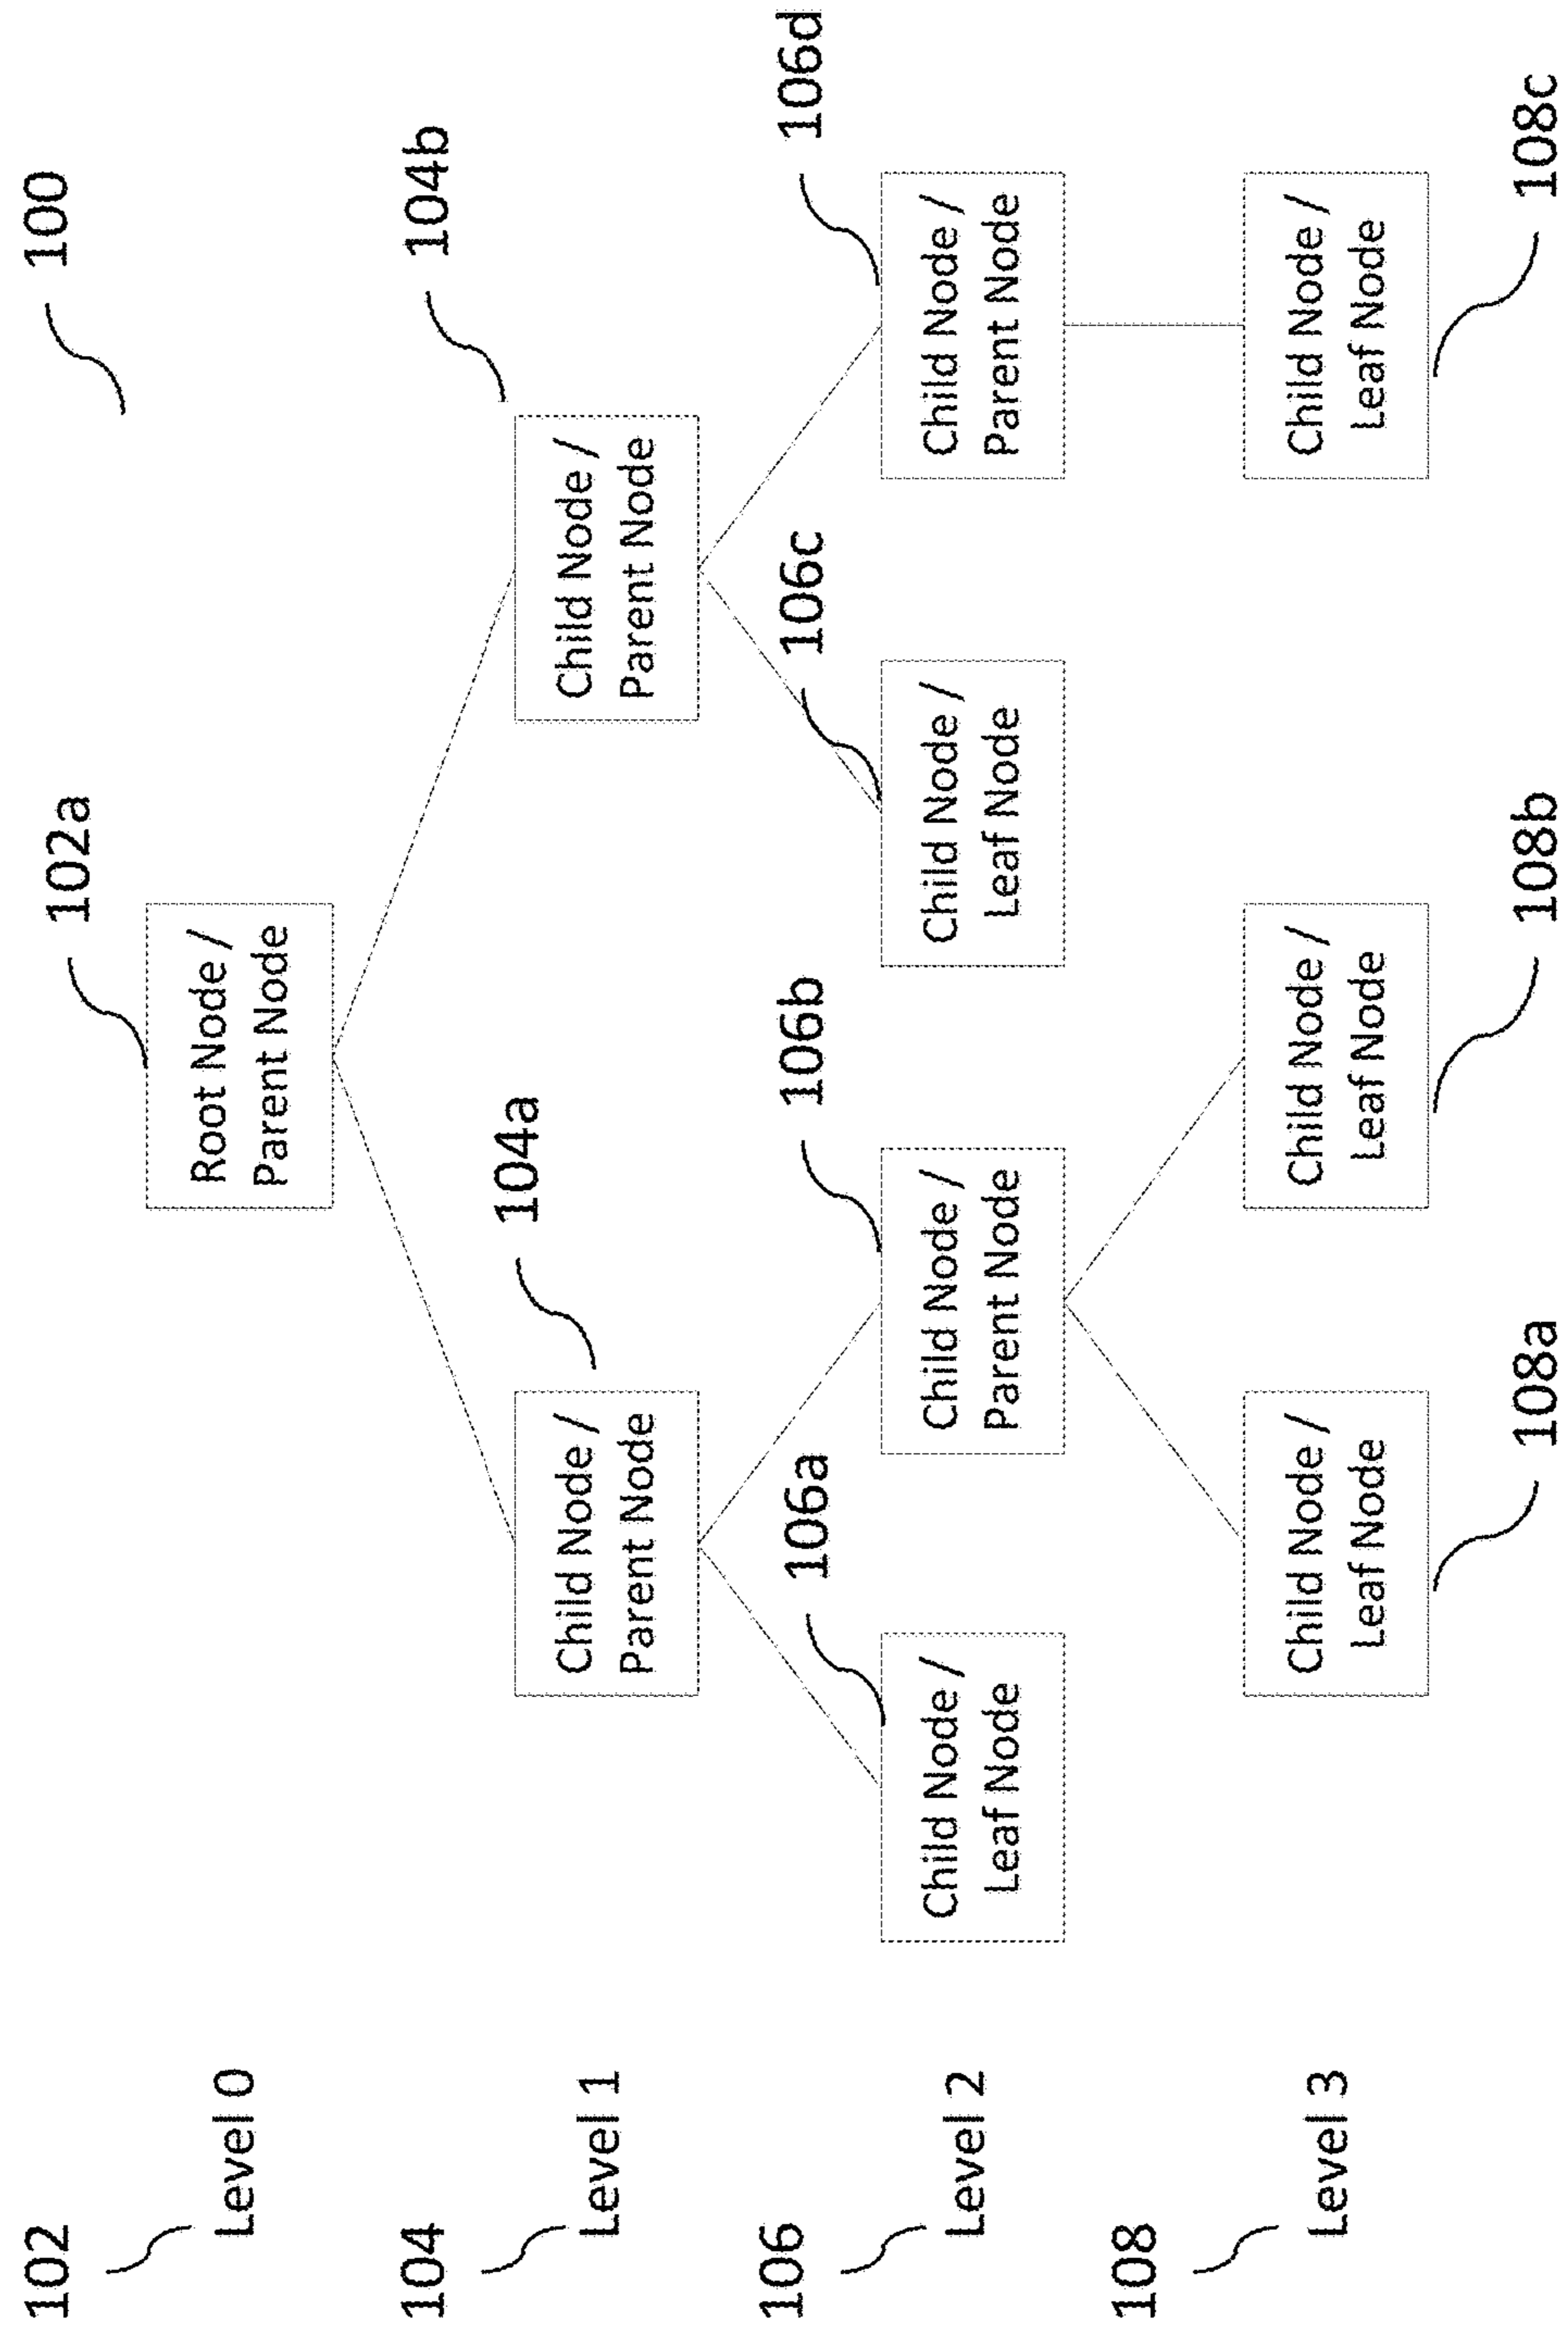 100
102
102a
Level 0
Root Node /
Parent Node
104
104a
104b
Level 1
Child Node /
Parent Node
Child Node /
Parent Node
106
106a
106b
106c
106d
Level 2
Child Node /
Leaf Node
Child Node /
Parent Node
Child Node /
Leaf Node
Child Node /
Parent Node
108
Level 3
Child Node /
Leaf Node
Child Node /
Leaf Node
Child Node /
Leaf Node
108a
108b
108c